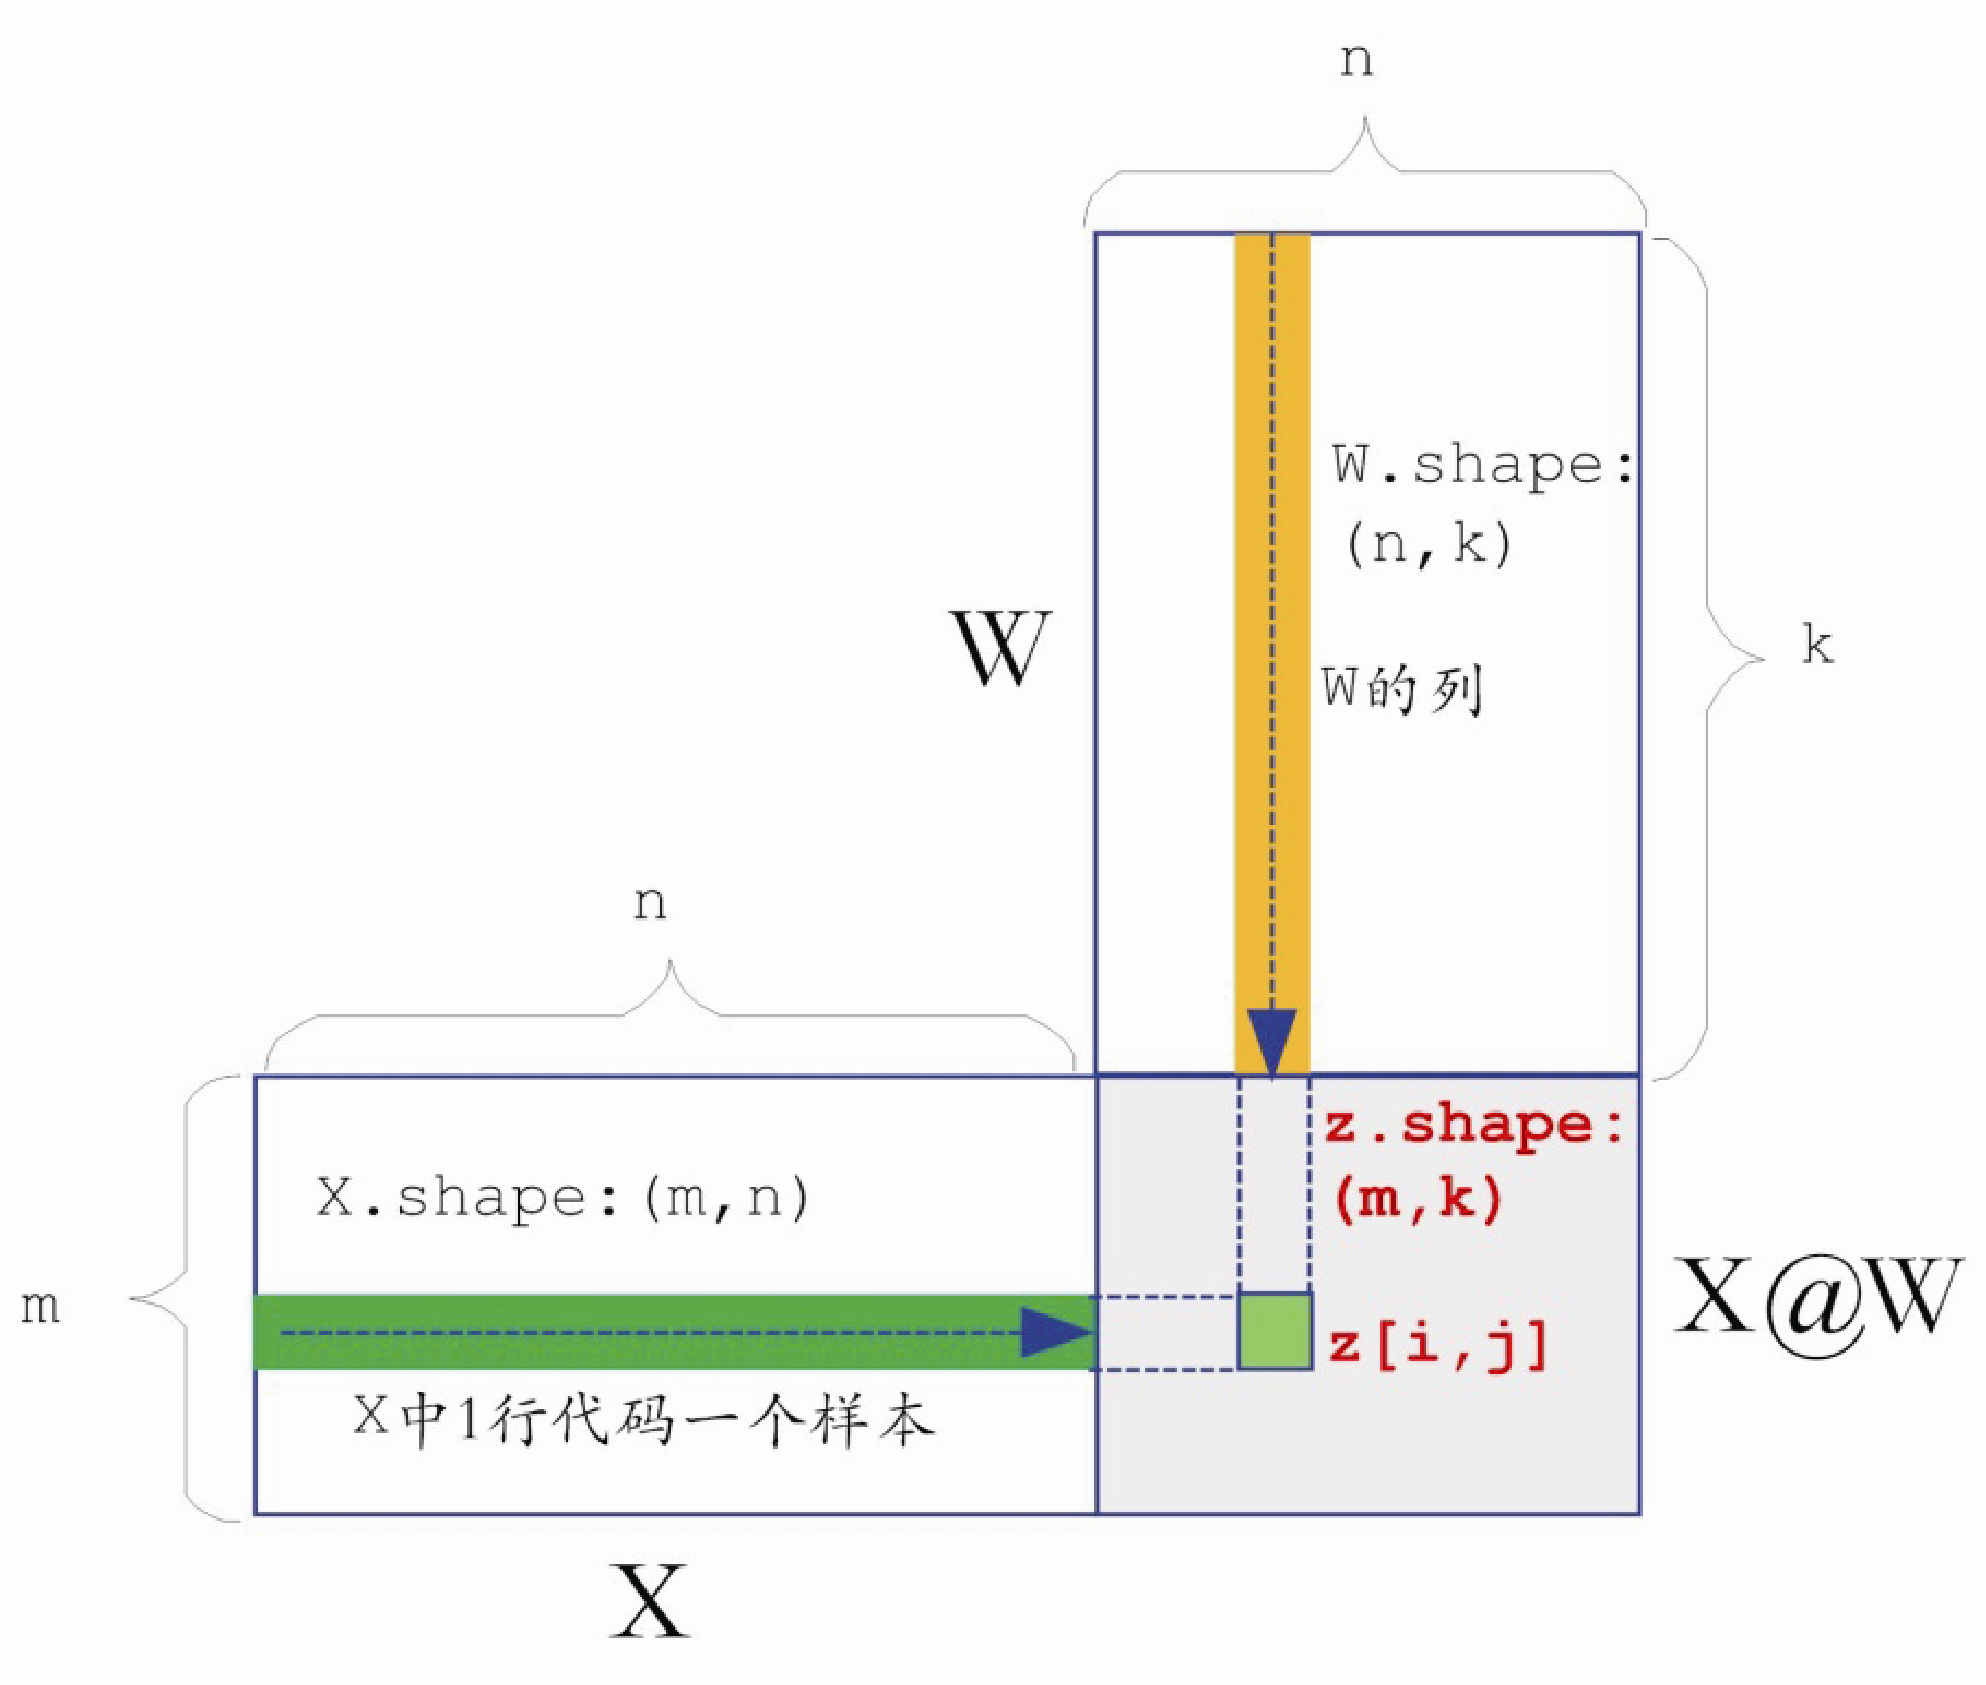 n
W.shape:
(n,k)
W
k
W的列
n
z.shape:
(m,k)
X.shape:(m,n)
m
X@W
z[i,j]
X中1行代码一个样本
X